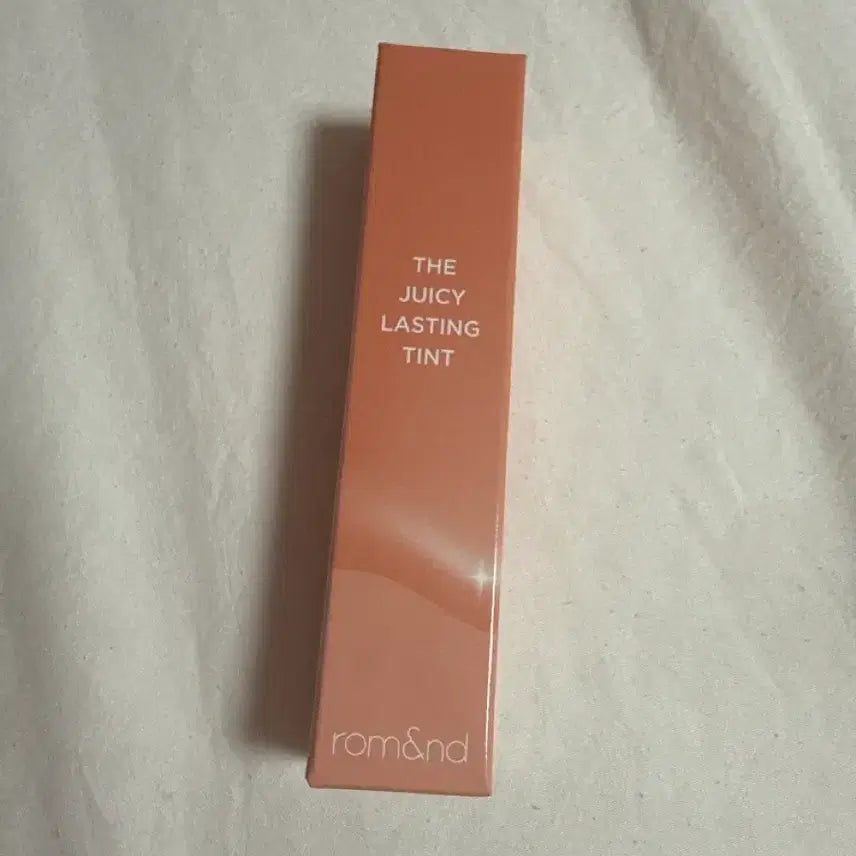 THE
JUICY
LASTING
TINT
rom&nd